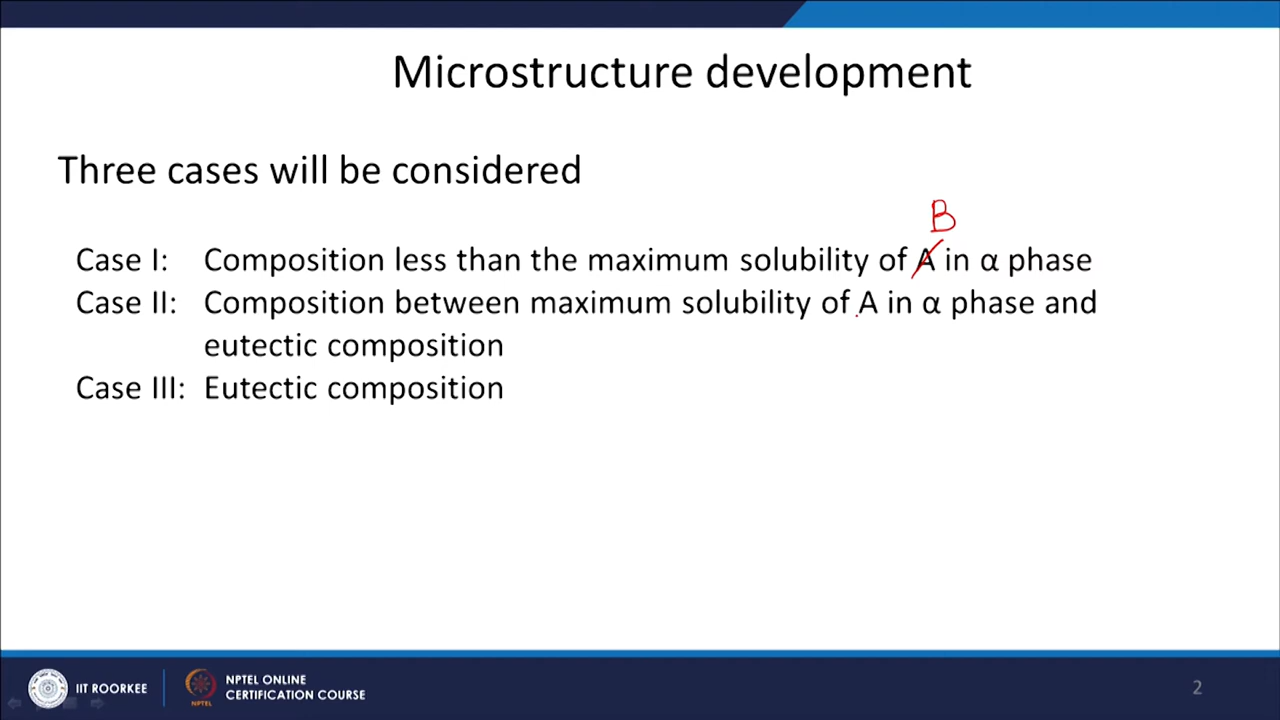 Microstructure development
Three cases will be considered
B
Case I: Composition less than the maximum solubility of A in α phase
Case II: Composition between maximum solubility of A in α phase and
eutectic composition
Case III: Eutectic composition
IIT ROORKEE
NPTEL
NPTEL ONLINE
CERTIFICATION COURSE
2